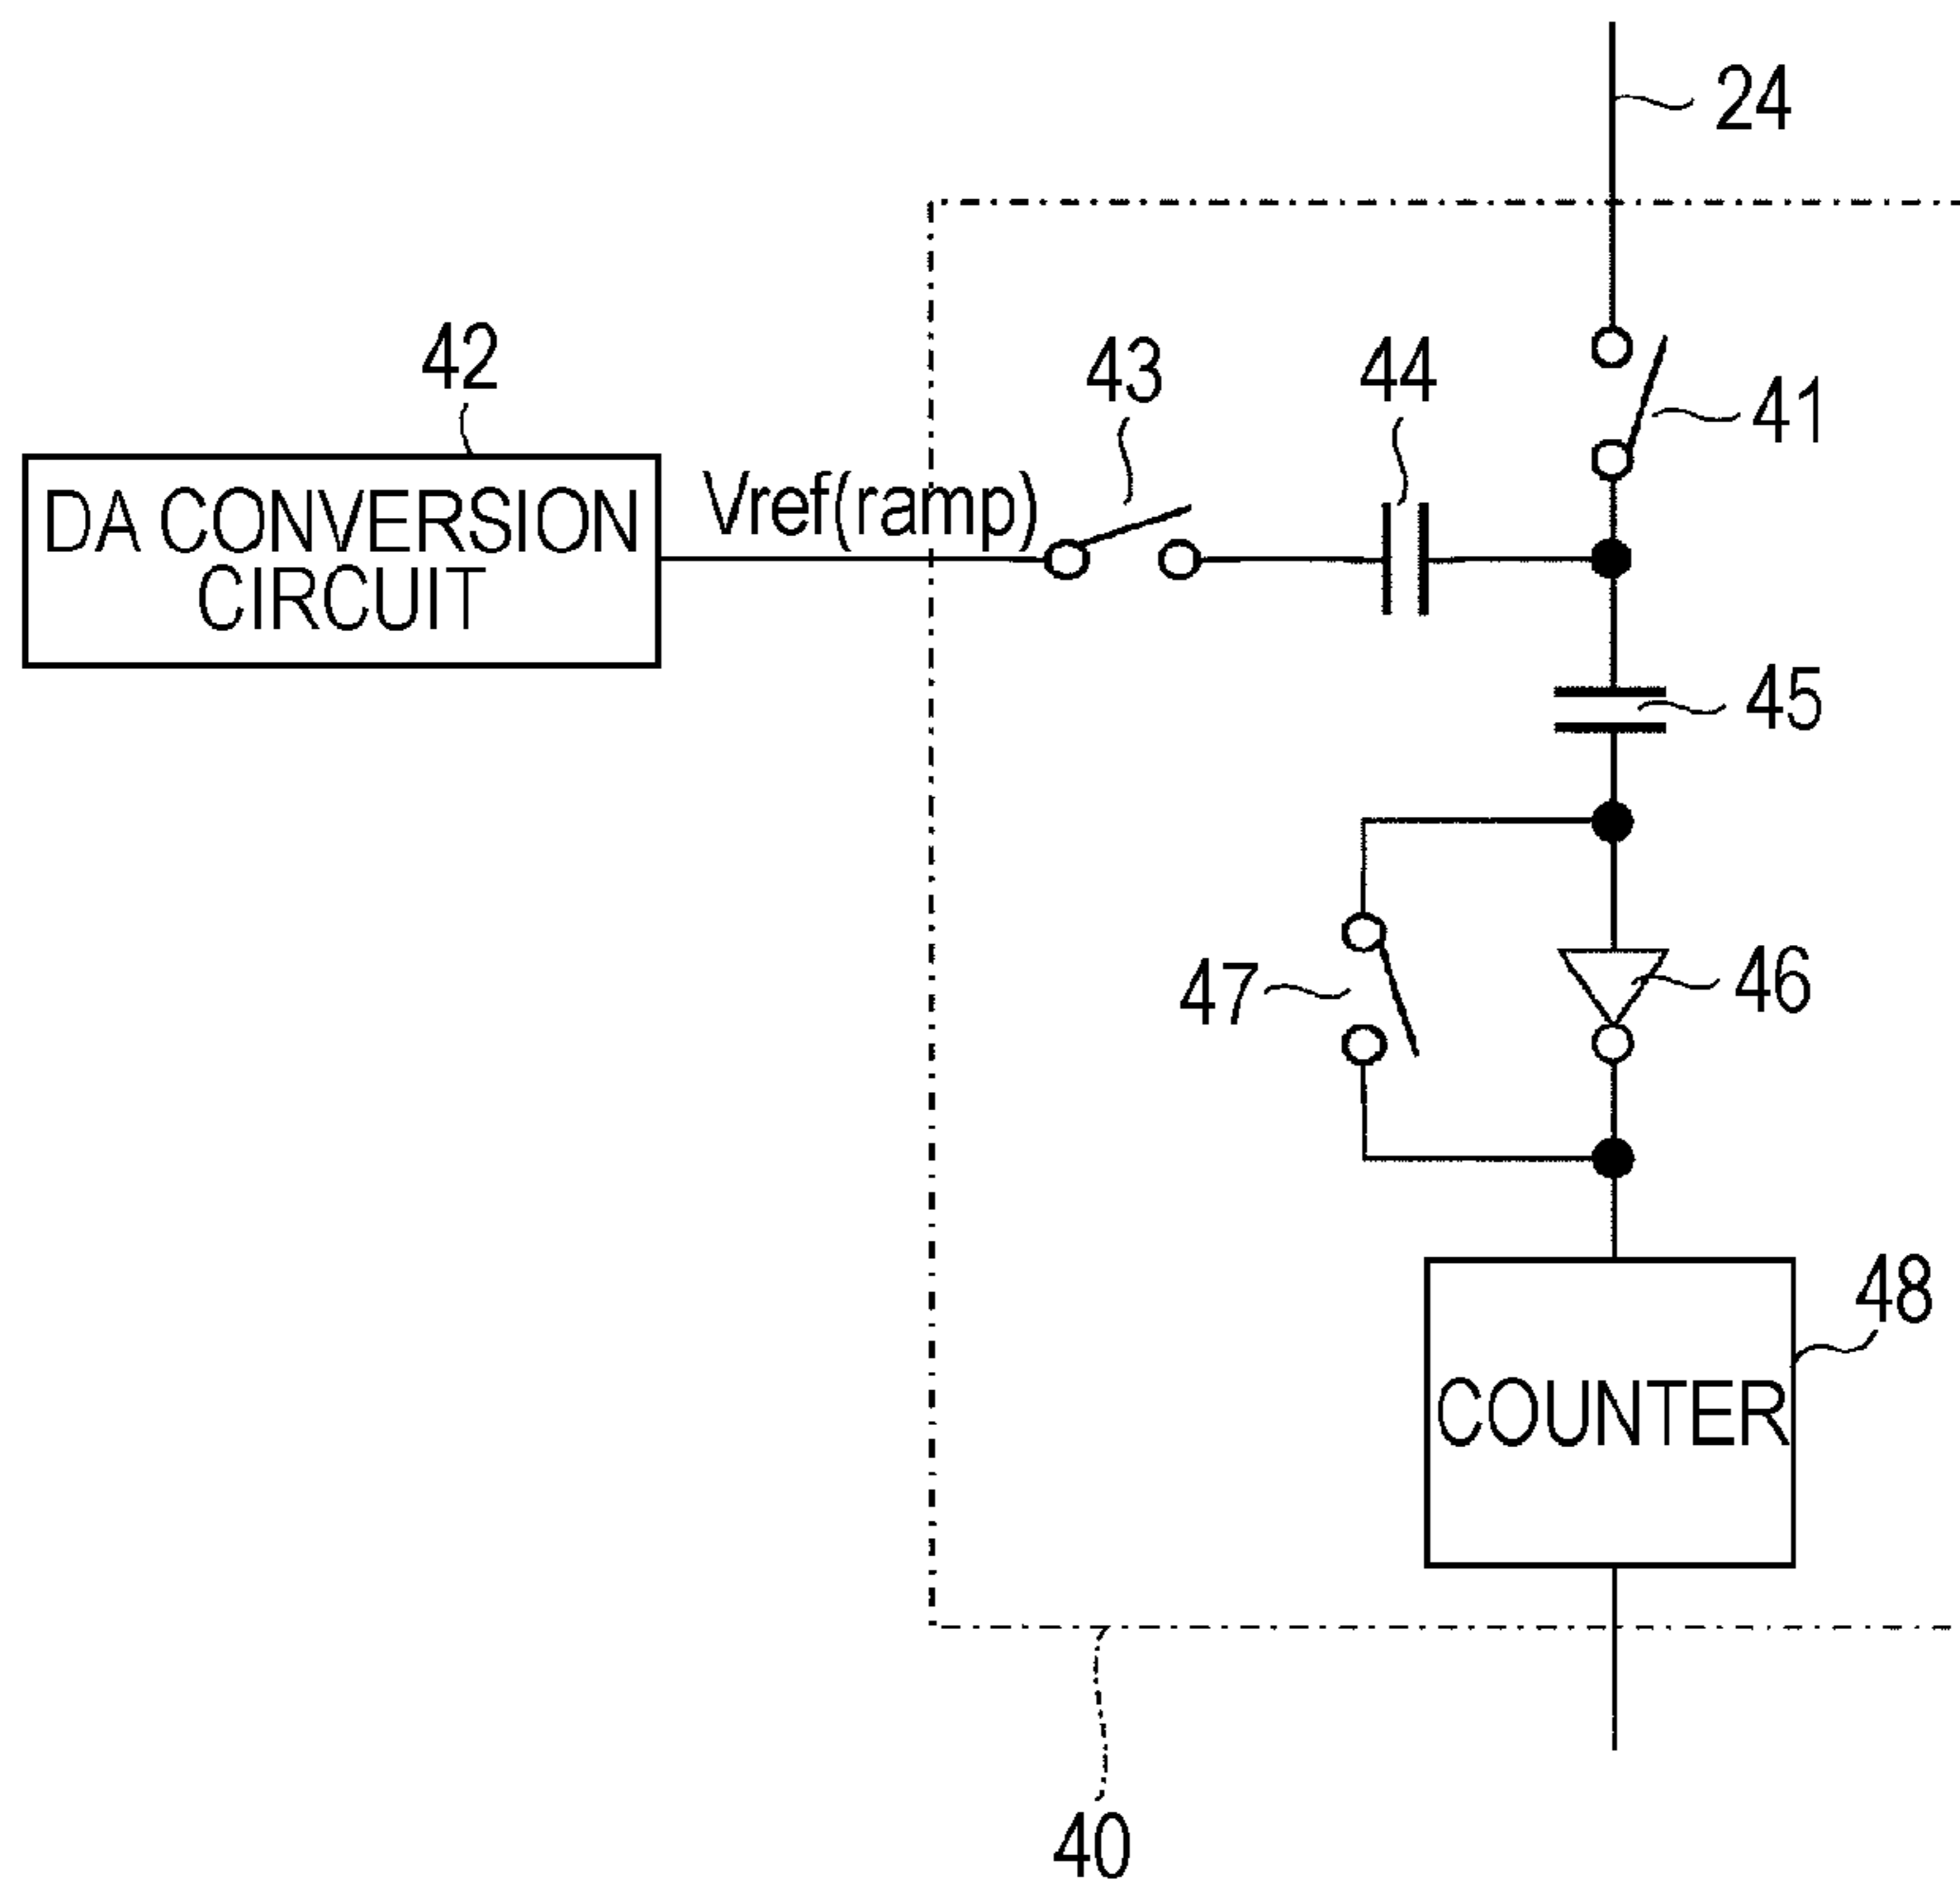 24
42
43
44
41
DA CONVERSION
CIRCUIT
Vref(ramp)
45
47
46
48
COUNTER
40